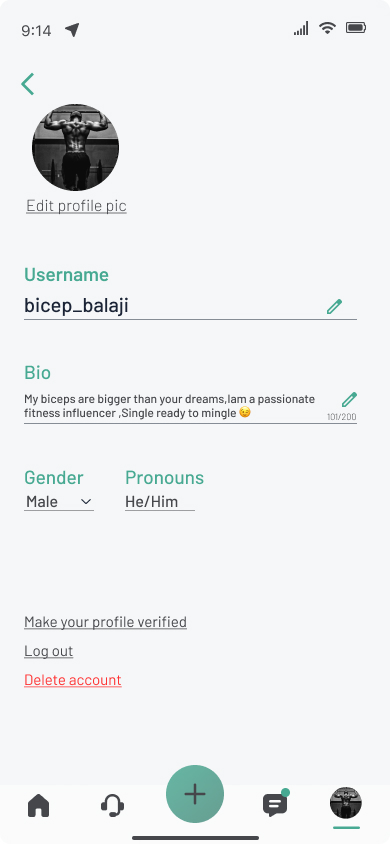 9:14
Edit profile pic
Username
bicep_balaji
Bio
My biceps are bigger than your dreams,Iam a passionate
fitness influencer ,Single ready to mingle 😉
101/200
Gender
Pronouns
Male
He/Him
Make your profile verified
Log out
Delete account